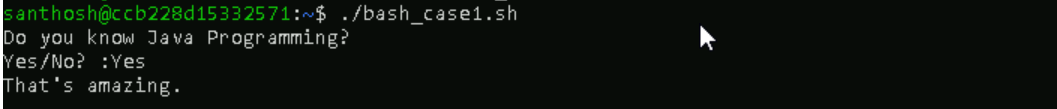 santhosh@ccb228d15332571:~$ ./bash_case1.sh
Do you know Java Programming?
Yes/No? :Yes
That's amazing.